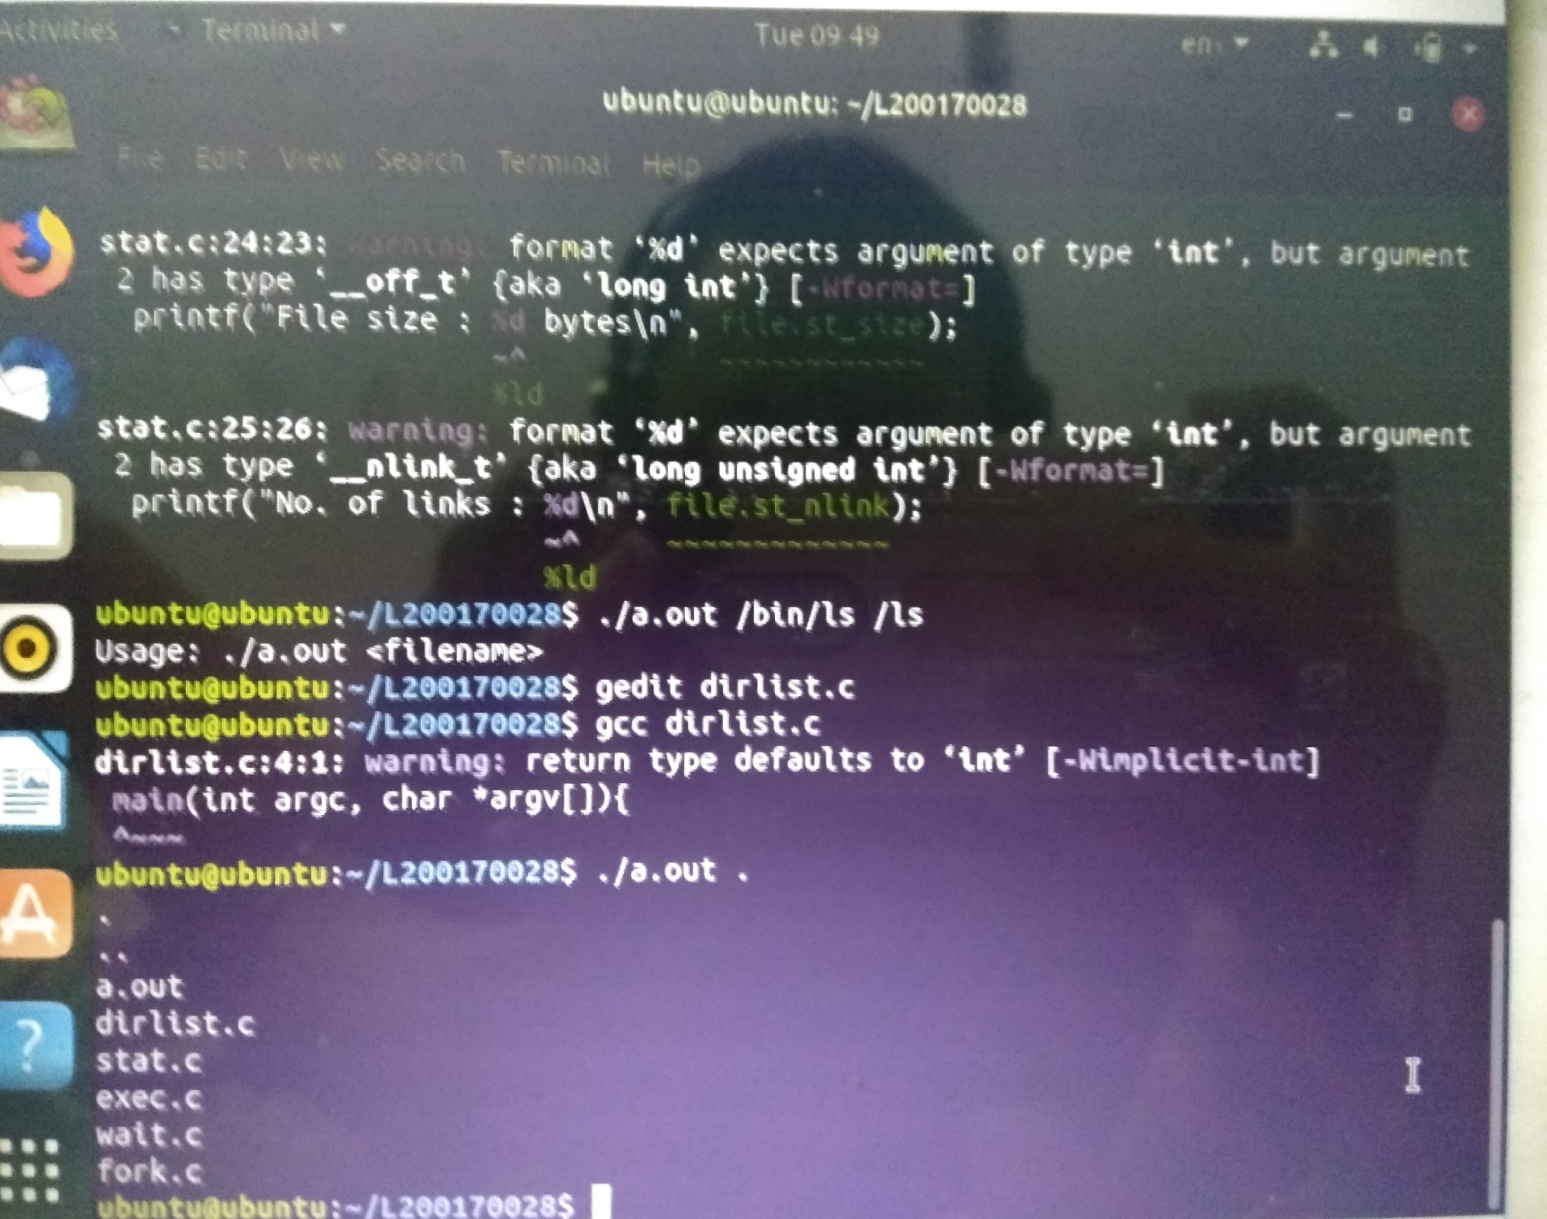 Activities Terminal Tue 09 49 en
ubuntu@ubuntu: ~/L200170028
File Edit View Search Terminal Help
stat.c:24:23: warning: format ‘%d’ expects argument of type ‘int’, but argument
2 has type ‘__off_t’ {aka ‘long int’} [-Wformat=]
printf("File size : %d bytes\n", file.st_size);
~^ ~~~~~~~~~~~~
%ld
stat.c:25:26: warning: format ‘%d’ expects argument of type ‘int’, but argument
2 has type ‘__nlink_t’ {aka ‘long unsigned int’} [-Wformat=]
printf("No. of links : %d\n", file.st_nlink);
~^ ~~~~~~~~~~~~~
%ld
ubuntu@ubuntu:~/L200170028$ ./a.out /bin/ls /ls
Usage: ./a.out <filename>
ubuntu@ubuntu:~/L200170028$ gedit dirlist.c
ubuntu@ubuntu:~/L200170028$ gcc dirlist.c
dirlist.c:4:1: warning: return type defaults to ‘int’ [-Wimplicit-int]
main(int argc, char *argv[]){
^~~~
ubuntu@ubuntu:~/L200170028$ ./a.out .
.
..
a.out
dirlist.c
stat.c
exec.c
wait.c
fork.c
ubuntu@ubuntu:~/L200170028$